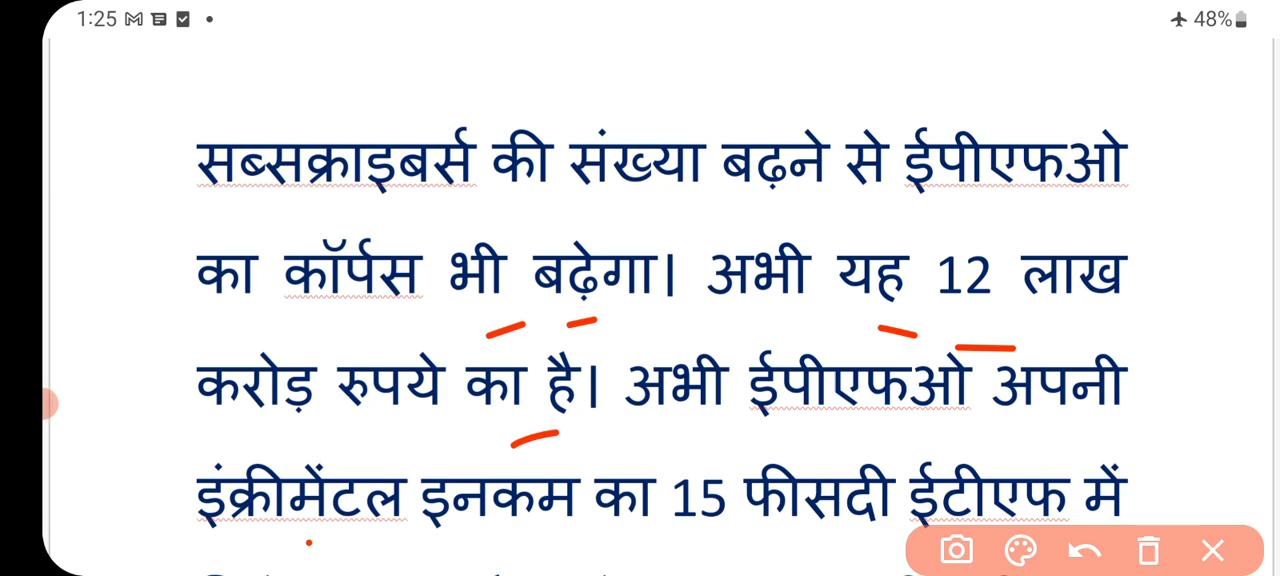 1:25
48%
सब्सक्राइबर्स की संख्या बढ़ने से ईपीएफओ
का कॉर्पस भी बढ़ेगा। अभी यह 12 लाख
करोड़ रुपये का है। अभी ईपीएफओ अपनी
इंक्रीमेंटल इनकम का 15 फीसदी ईटीएफ में